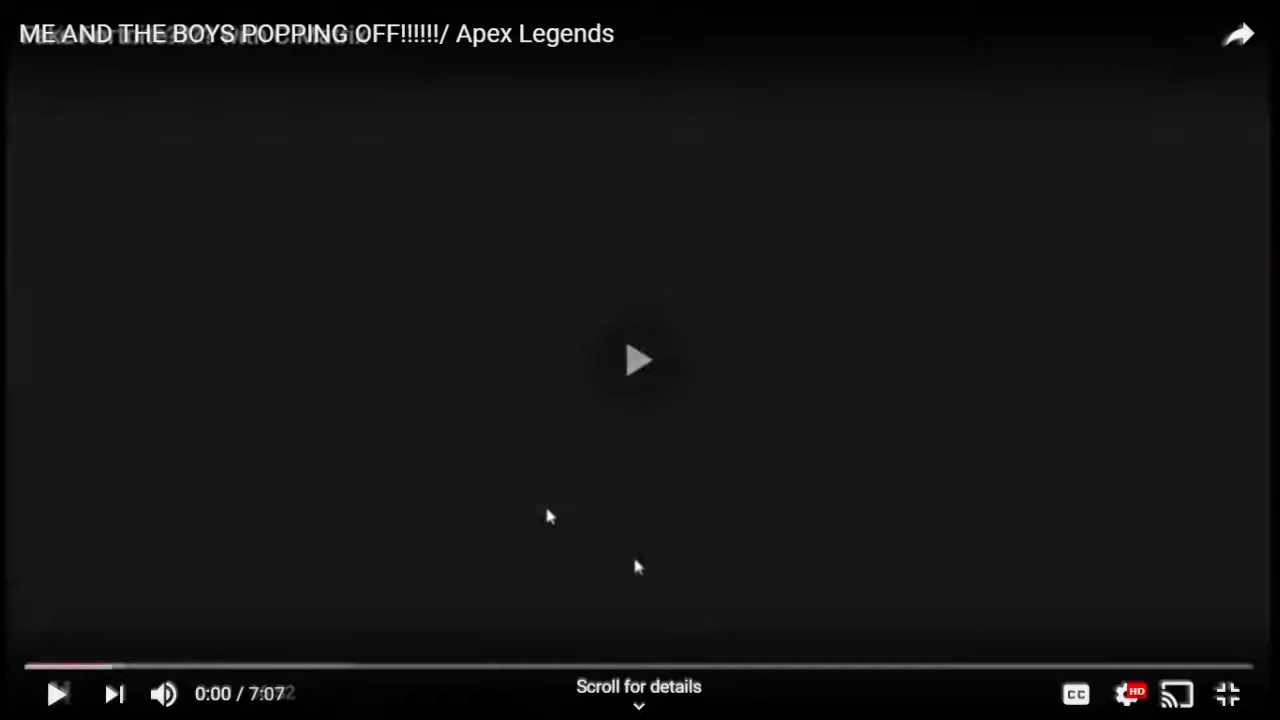 ME AND THE BOYS POPPING OFF!!!!!!/ Apex Legends
0:00 / 7:07
Scroll for details
CC
HD